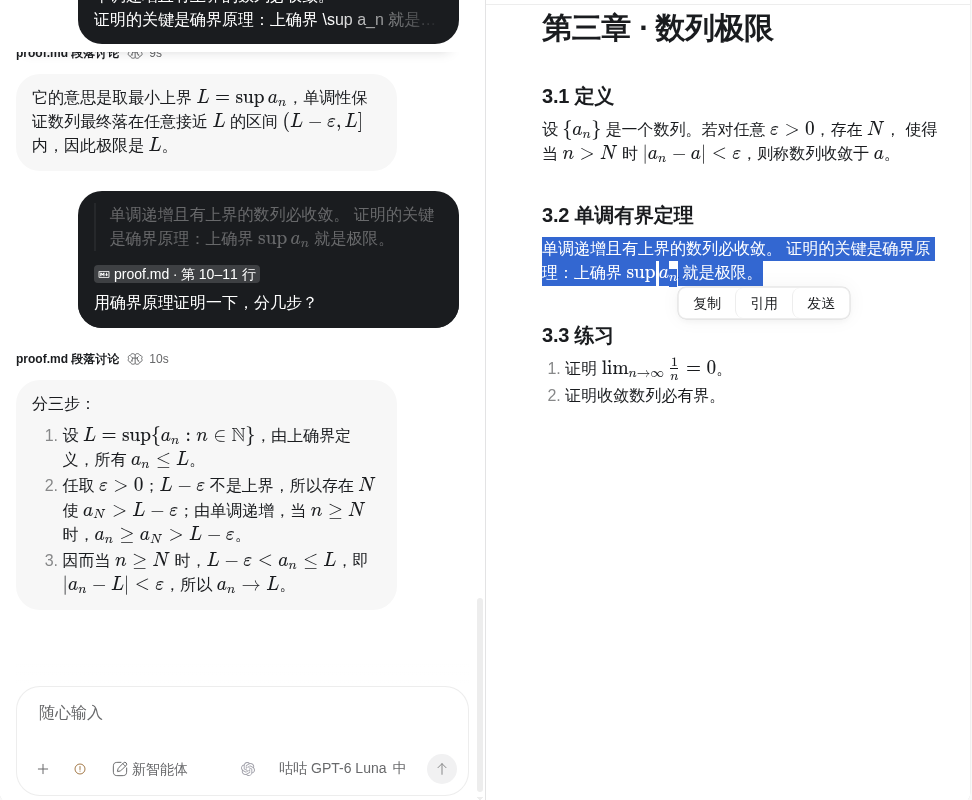 证明的关键是确界原理：上确界 \sup a_n 就是…
proof.md 段落讨论 9s
它的意思是取最小上界 L = sup aₙ，单调性保
证数列最终落在任意接近 L 的区间 (L − ε, L]
内，因此极限是 L。
单调递增且有上界的数列必收敛。 证明的关键
是确界原理：上确界 sup aₙ 就是极限。
proof.md · 第 10–11 行
用确界原理证明一下，分几步？
proof.md 段落讨论 10s
分三步：
1. 设 L = sup{aₙ : n ∈ ℕ}，由上确界定
义，所有 aₙ ≤ L。
2. 任取 ε > 0；L − ε 不是上界，所以存在 N
使 a_N > L − ε；由单调递增，当 n ≥ N
时，aₙ ≥ a_N > L − ε。
3. 因而当 n ≥ N 时，L − ε < aₙ ≤ L，即
|aₙ − L| < ε，所以 aₙ → L。
随心输入
新智能体
咕咕 GPT-6 Luna 中
第三章 · 数列极限
3.1 定义
设 {aₙ} 是一个数列。若对任意 ε > 0，存在 N， 使得
当 n > N 时 |aₙ − a| < ε，则称数列收敛于 a。
3.2 单调有界定理
单调递增且有上界的数列必收敛。 证明的关键是确界原
理：上确界 sup aₙ 就是极限。
复制 引用 发送
3.3 练习
1. 证明 lim_{n→∞} 1/n = 0。
2. 证明收敛数列必有界。